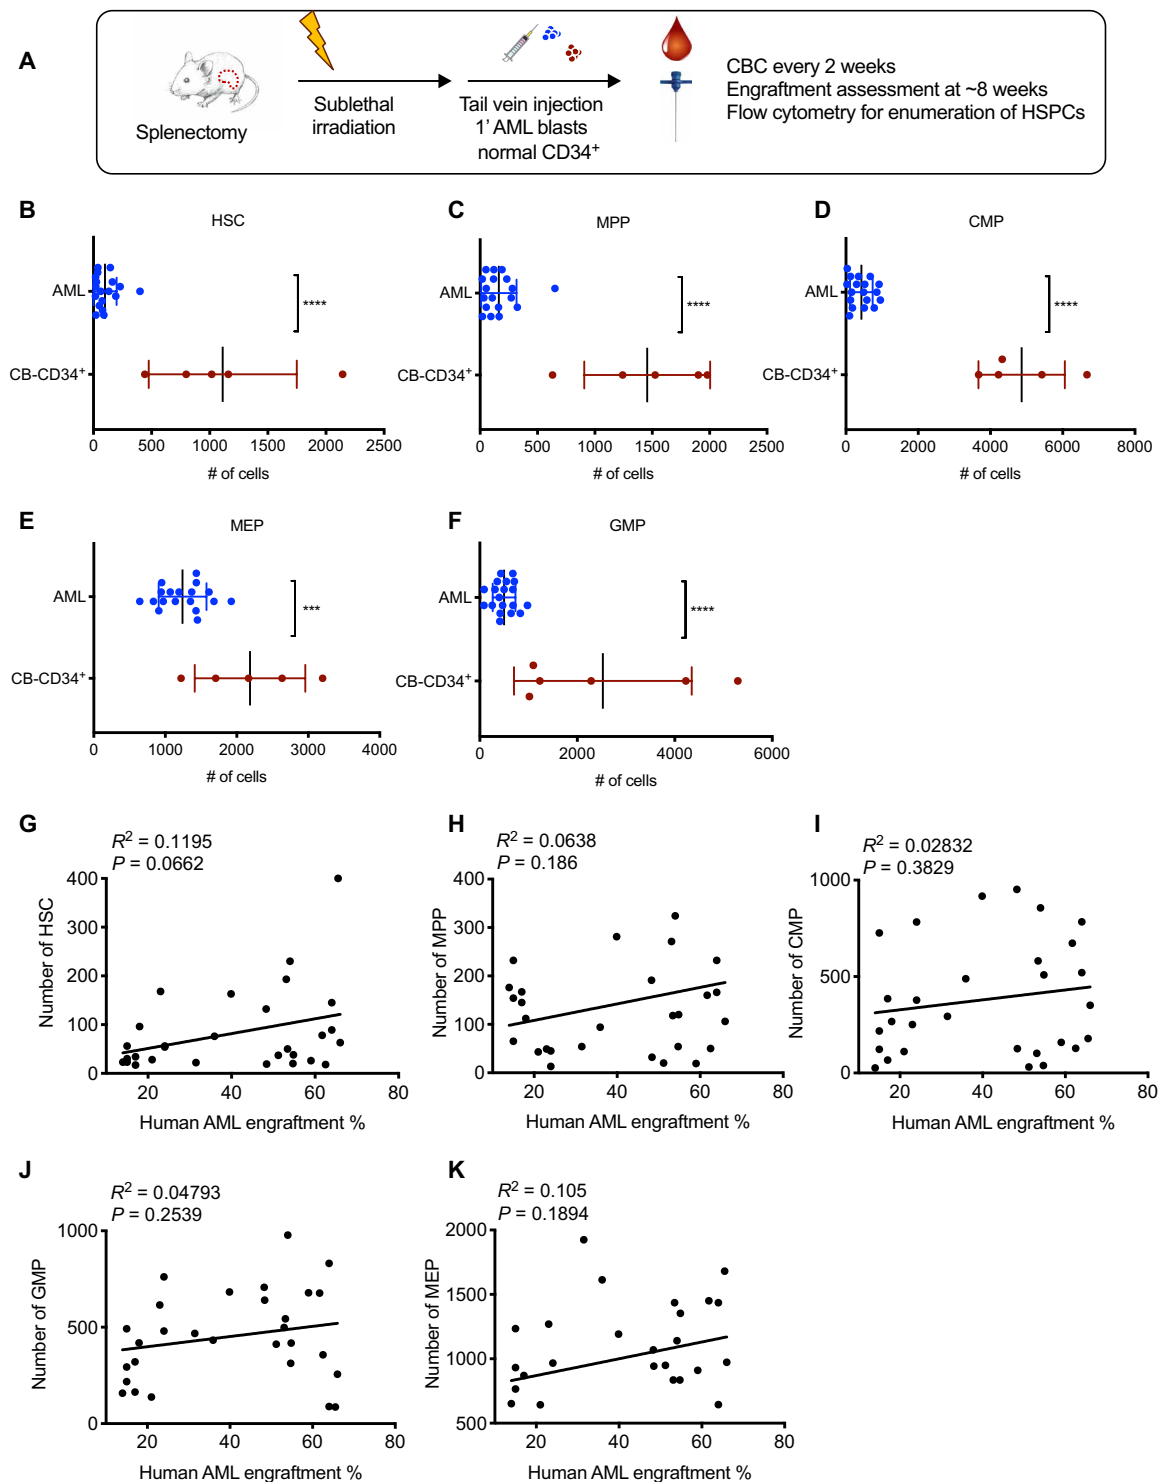 A
Splenectomy
Sublethal
irradiation
Tail vein injection
1' AML blasts
normal CD34+
CBC every 2 weeks
Engraftment assessment at ~8 weeks
Flow cytometry for enumeration of HSPCs
B
HSC
AML
CB-CD34+
****
0 500 1000 1500 2000 2500
# of cells
C
MPP
AML
CB-CD34+
****
0 500 1000 1500 2000 2500
# of cells
D
CMP
AML
CB-CD34+
****
0 2000 4000 6000 8000
# of cells
E
MEP
AML
CB-CD34+
***
0 1000 2000 3000 4000
# of cells
F
GMP
AML
CB-CD34+
****
0 2000 4000 6000
# of cells
G
R2 = 0.1195
P = 0.0662
Number of HSC
400
300
200
100
0
20 40 60 80
Human AML engraftment %
H
R2 = 0.0638
P = 0.186
Number of MPP
400
300
200
100
0
20 40 60 80
Human AML engraftment %
I
R2 = 0.02832
P = 0.3829
Number of CMP
1000
500
0
20 40 60 80
Human AML engraftment %
J
R2 = 0.04793
P = 0.2539
Number of GMP
1000
500
0
20 40 60 80
Human AML engraftment %
K
R2 = 0.105
P = 0.1894
Number of MEP
2000
1500
1000
500
20 40 60 80
Human AML engraftment %